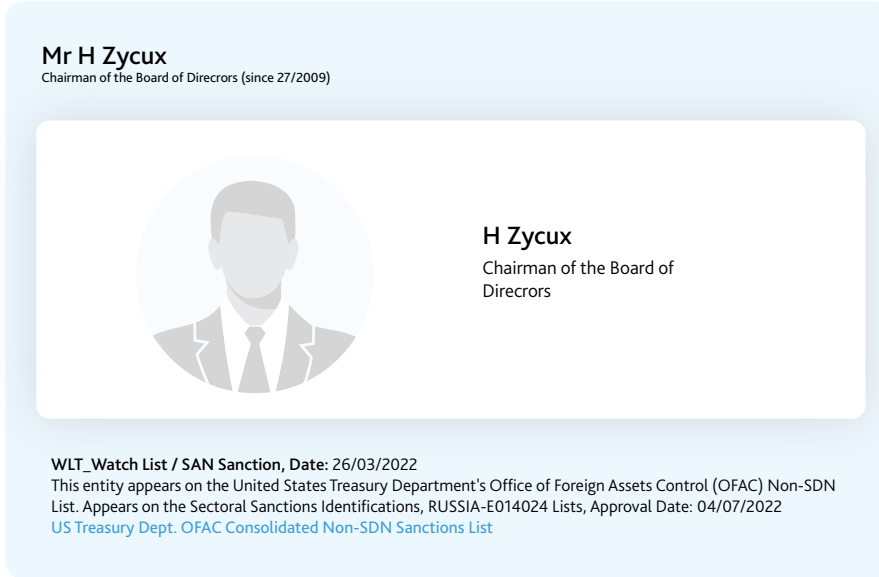 Mr H Zycux
Chairman of the Board of Direcrors (since 27/2009)
H Zycux
Chairman of the Board of
Direcrors
WLT_Watch List / SAN Sanction, Date: 26/03/2022
This entity appears on the United States Treasury Department's Office of Foreign Assets Control (OFAC) Non-SDN
List. Appears on the Sectoral Sanctions Identifications, RUSSIA-E014024 Lists, Approval Date: 04/07/2022
US Treasury Dept. OFAC Consolidated Non-SDN Sanctions List